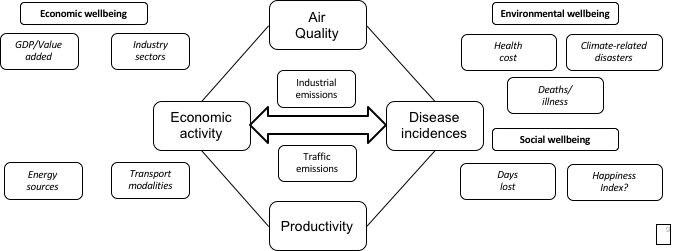 Economic wellbeing
GDP/Value
added
Industry
sectors
Energy
sources
Transport
modalities
Air
Quality
Industrial
emissions
Economic
activity
Disease
incidences
Traffic
emissions
Productivity
Environmental wellbeing
Health
cost
Climate-related
disasters
Deaths/
illness
Social wellbeing
Days
lost
Happiness
Index?